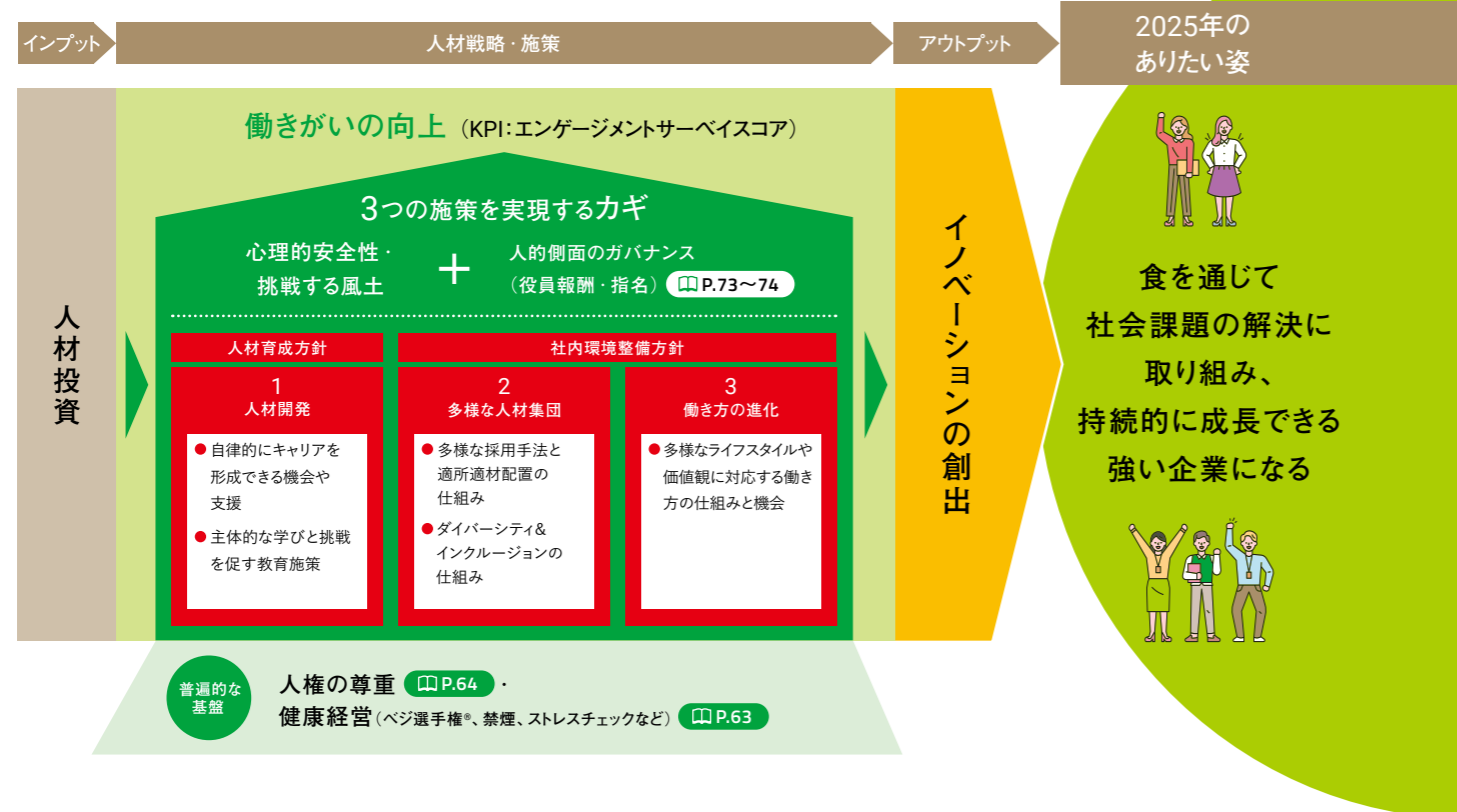 インプット
人材戦略・施策
アウトプット
2025年の
ありたい姿
人材投資
働きがいの向上（KPI：エンゲージメントサーベイスコア）
3つの施策を実現するカギ
心理的安全性・
挑戦する風土
＋
人的側面のガバナンス
（役員報酬・指名） P.73〜74
人材育成方針
社内環境整備方針
1
人材開発
●自律的にキャリアを
形成できる機会や
支援
●主体的な学びと挑戦
を促す教育施策
2
多様な人材集団
●多様な採用手法と
適所適材配置の
仕組み
●ダイバーシティ&
インクルージョンの
仕組み
3
働き方の進化
●多様なライフスタイルや
価値観に対応する働き
方の仕組みと機会
普遍的な
基盤
人権の尊重 P.64 ・
健康経営（ベジ選手権®、禁煙、ストレスチェックなど） P.63
イノベーションの創出
食を通じて
社会課題の解決に
取り組み、
持続的に成長できる
強い企業になる